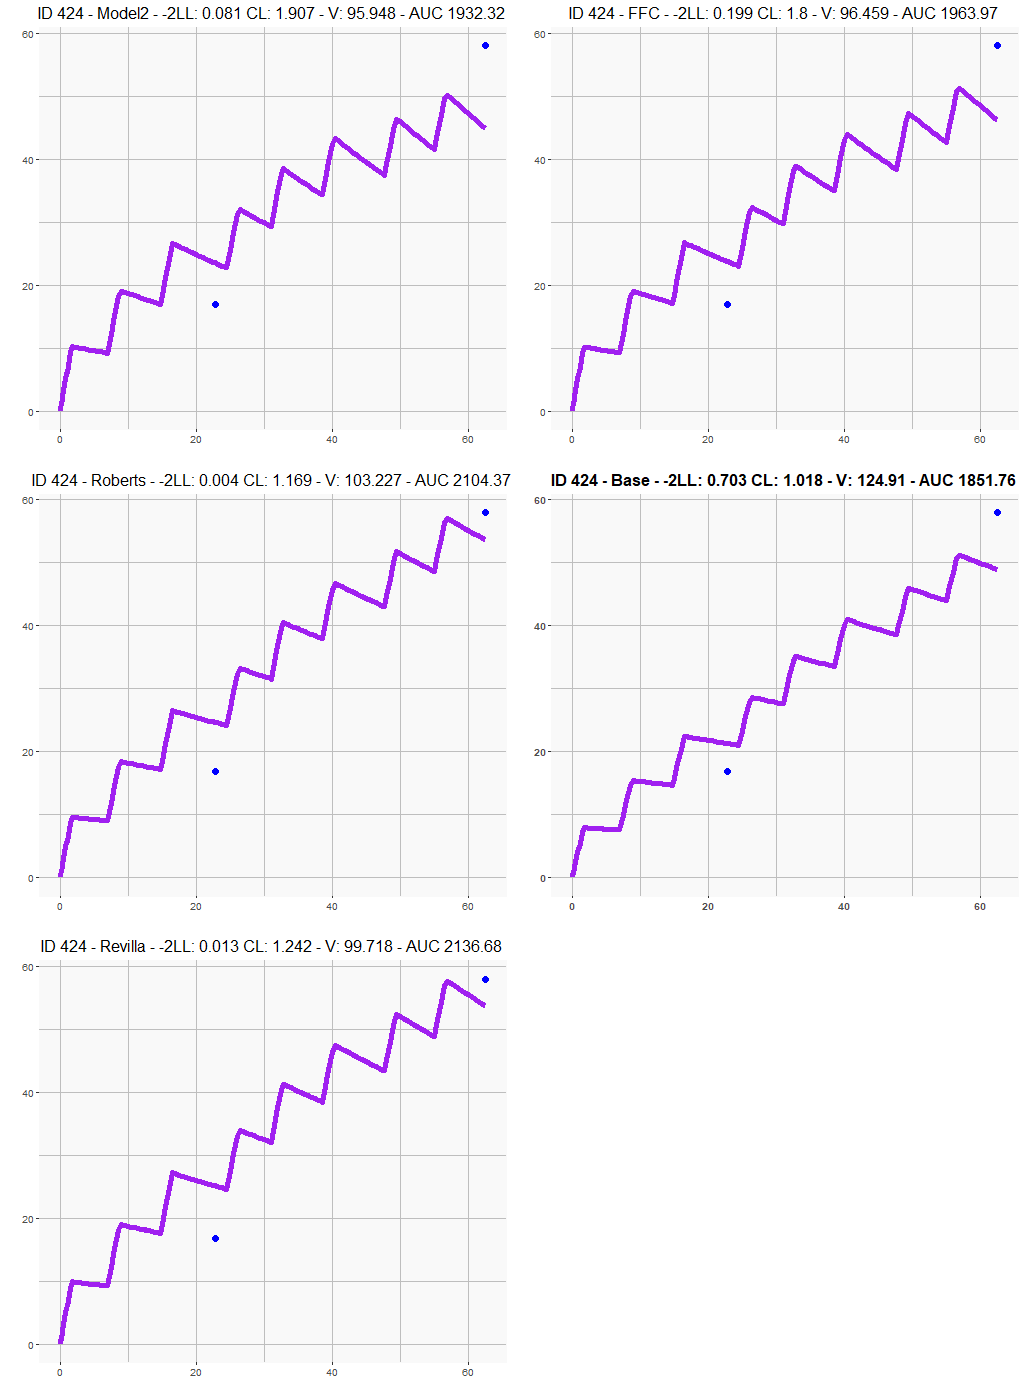 ID 424 - Model2 - -2LL: 0.081 CL: 1.907 - V: 95.948 - AUC 1932.32
60
40
20
0
0 20 40 60
ID 424 - FFC - -2LL: 0.199 CL: 1.8 - V: 96.459 - AUC 1963.97
60
40
20
0
0 20 40 60
ID 424 - Roberts - -2LL: 0.004 CL: 1.169 - V: 103.227 - AUC 2104.37
60
40
20
0
0 20 40 60
ID 424 - Base - -2LL: 0.703 CL: 1.018 - V: 124.91 - AUC 1851.76
60
40
20
0
0 20 40 60
ID 424 - Revilla - -2LL: 0.013 CL: 1.242 - V: 99.718 - AUC 2136.68
60
40
20
0
0 20 40 60